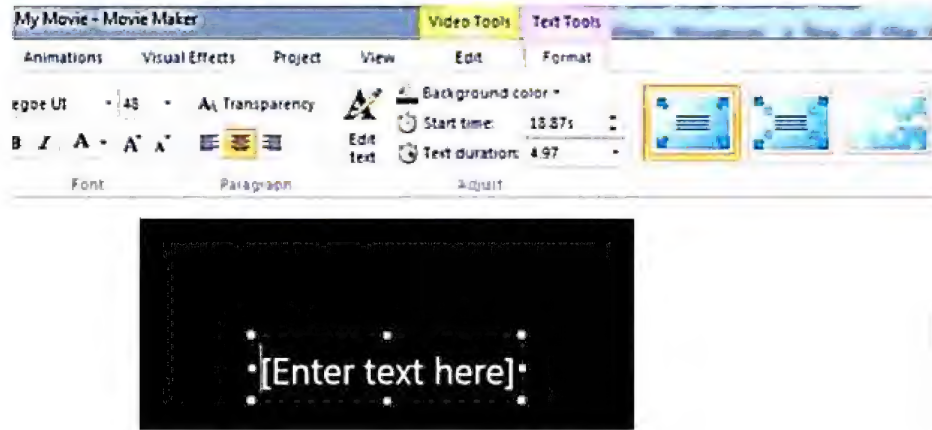 My Movie - Movie Maker
Video Tools Text Tools
Animations Visual Effects Project View Edit Format
egoe UI 48 Transparency
Background color
Start time: 18.87s
B I A A A
Edit
text
Text duration: 4.97
Font Paragraph Adjust
[Enter text here]